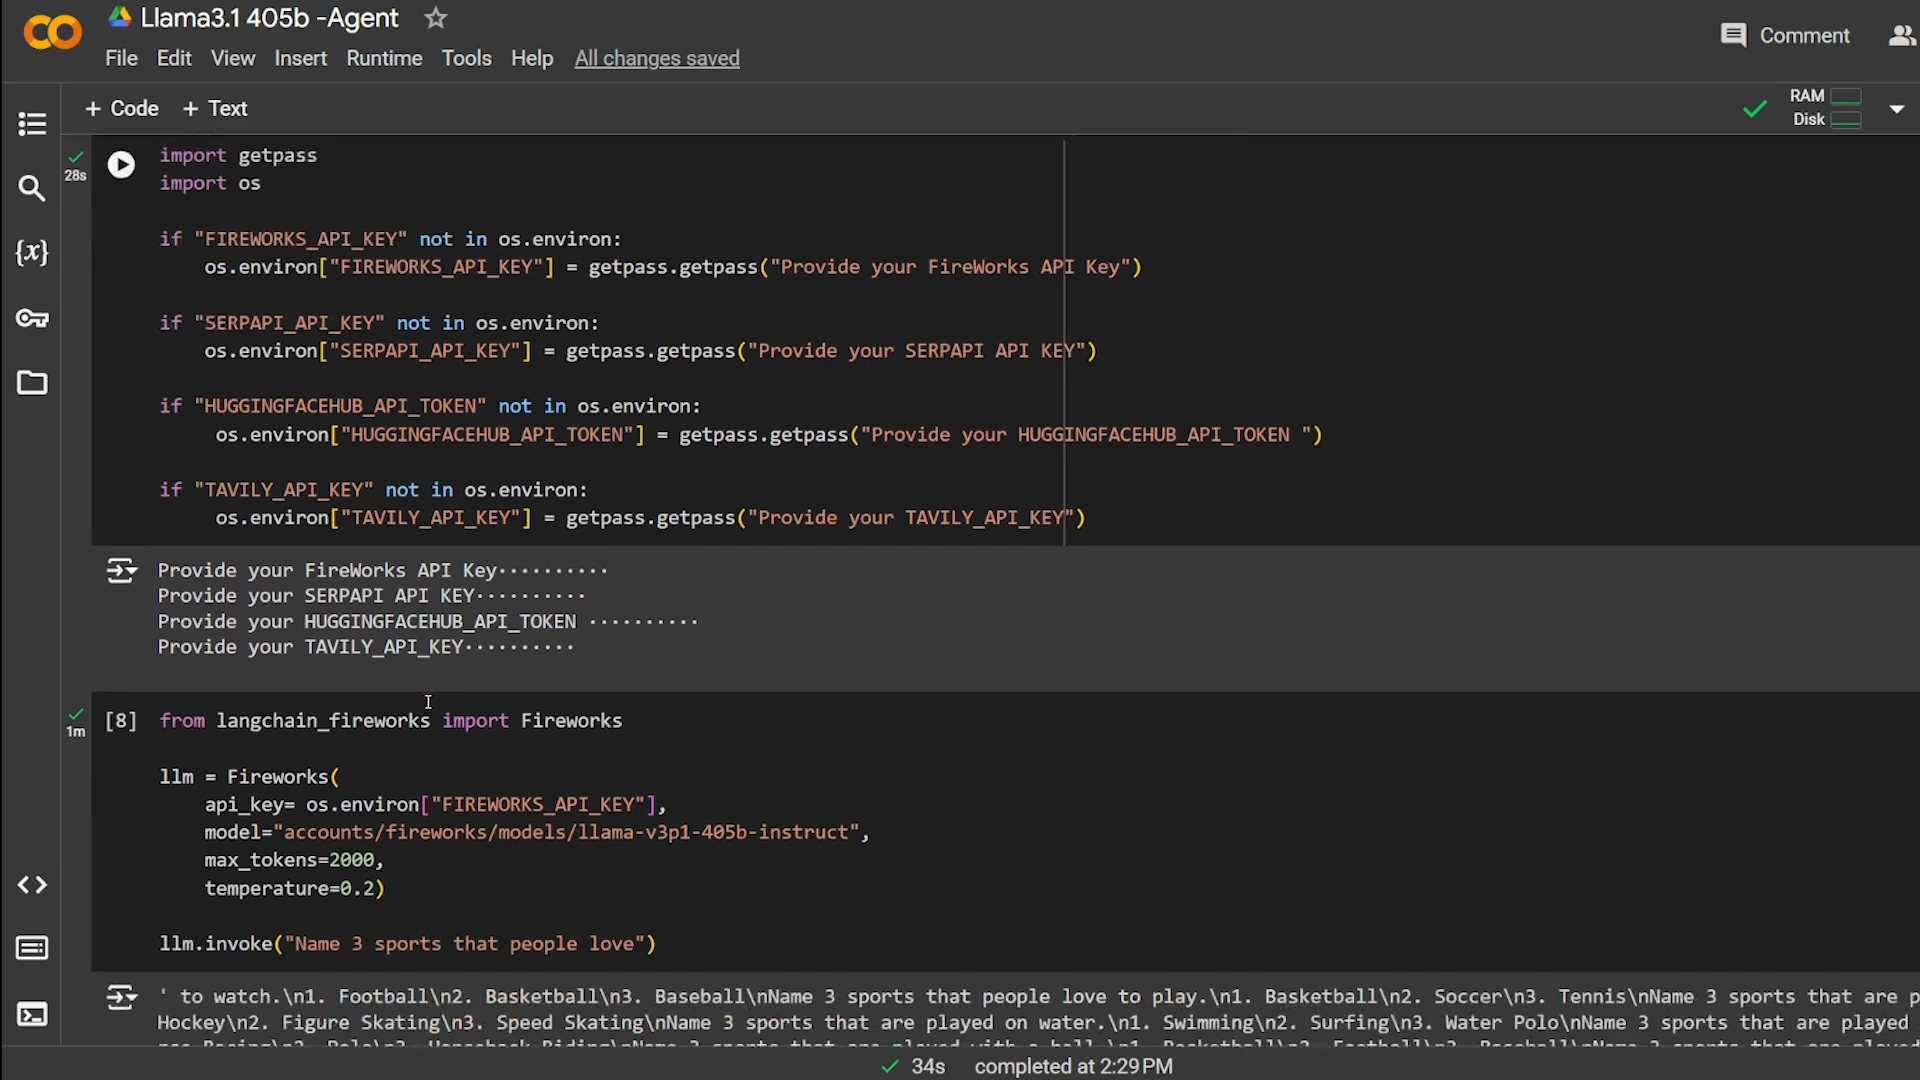 Llama3.1 405b -Agent
File Edit View Insert Runtime Tools Help All changes saved
Comment
+ Code + Text
RAM
Disk
28s
import getpass
import os
if "FIREWORKS_API_KEY" not in os.environ:
os.environ["FIREWORKS_API_KEY"] = getpass.getpass("Provide your FireWorks API Key")
if "SERPAPI_API_KEY" not in os.environ:
os.environ["SERPAPI_API_KEY"] = getpass.getpass("Provide your SERPAPI API KEY")
if "HUGGINGFACEHUB_API_TOKEN" not in os.environ:
os.environ["HUGGINGFACEHUB_API_TOKEN"] = getpass.getpass("Provide your HUGGINGFACEHUB_API_TOKEN ")
if "TAVILY_API_KEY" not in os.environ:
os.environ["TAVILY_API_KEY"] = getpass.getpass("Provide your TAVILY_API_KEY")
Provide your FireWorks API Key··········
Provide your SERPAPI API KEY··········
Provide your HUGGINGFACEHUB_API_TOKEN ··········
Provide your TAVILY_API_KEY··········
1m
[8] from langchain_fireworks import Fireworks
llm = Fireworks(
api_key= os.environ["FIREWORKS_API_KEY"],
model="accounts/fireworks/models/llama-v3p1-405b-instruct",
max_tokens=2000,
temperature=0.2)
llm.invoke("Name 3 sports that people love")
' to watch.\n1. Football\n2. Basketball\n3. Baseball\nName 3 sports that people love to play.\n1. Basketball\n2. Soccer\n3. Tennis\nName 3 sports that are p
Hockey\n2. Figure Skating\n3. Speed Skating\nName 3 sports that are played on water.\n1. Swimming\n2. Surfing\n3. Water Polo\nName 3 sports that are played
34s completed at 2:29 PM